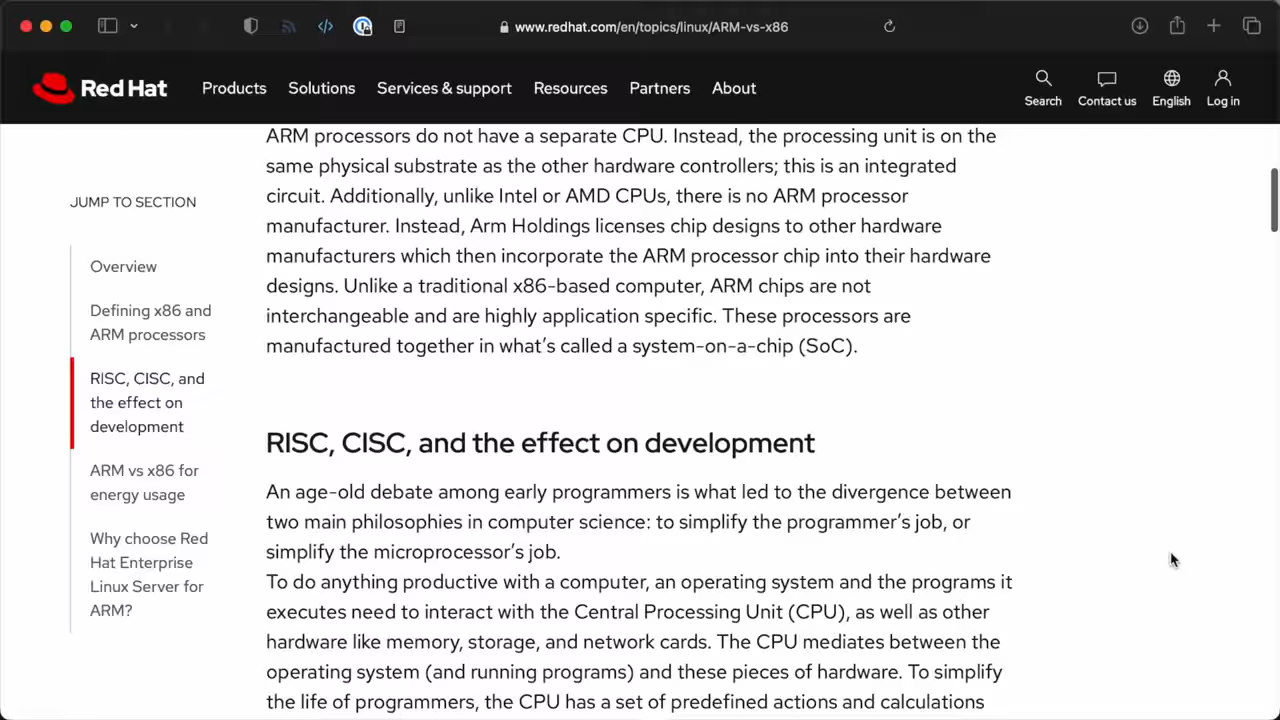 www.redhat.com/en/topics/linux/ARM-vs-x86
Red Hat
Products
Solutions
Services & support
Resources
Partners
About
Search
Contact us
English
Log in
JUMP TO SECTION
Overview
Defining x86 and
ARM processors
RISC, CISC, and
the effect on
development
ARM vs x86 for
energy usage
Why choose Red
Hat Enterprise
Linux Server for
ARM?
ARM processors do not have a separate CPU. Instead, the processing unit is on the
same physical substrate as the other hardware controllers; this is an integrated
circuit. Additionally, unlike Intel or AMD CPUs, there is no ARM processor
manufacturer. Instead, Arm Holdings licenses chip designs to other hardware
manufacturers which then incorporate the ARM processor chip into their hardware
designs. Unlike a traditional x86-based computer, ARM chips are not
interchangeable and are highly application specific. These processors are
manufactured together in what’s called a system-on-a-chip (SoC).
RISC, CISC, and the effect on development
An age-old debate among early programmers is what led to the divergence between
two main philosophies in computer science: to simplify the programmer’s job, or
simplify the microprocessor’s job.
To do anything productive with a computer, an operating system and the programs it
executes need to interact with the Central Processing Unit (CPU), as well as other
hardware like memory, storage, and network cards. The CPU mediates between the
operating system (and running programs) and these pieces of hardware. To simplify
the life of programmers, the CPU has a set of predefined actions and calculations